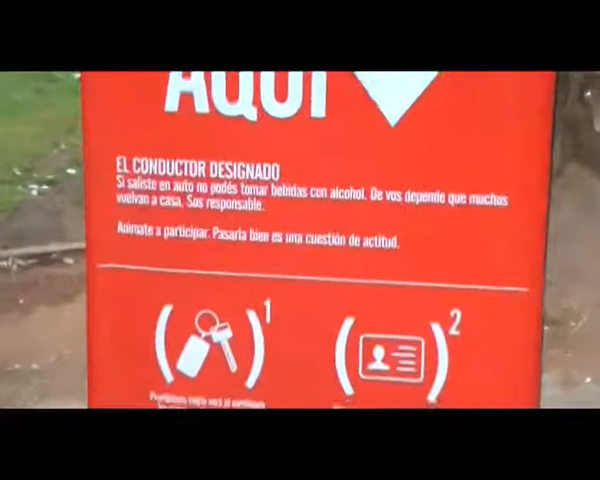 AQUÍ
EL CONDUCTOR DESIGNADO
Si saliste en auto no podés tomar bebidas con alcohol. De vos depende que muchos
vuelvan a casa. Sos responsable.
Animate a participar. Pasarla bien es una cuestión de actitud.
1
2